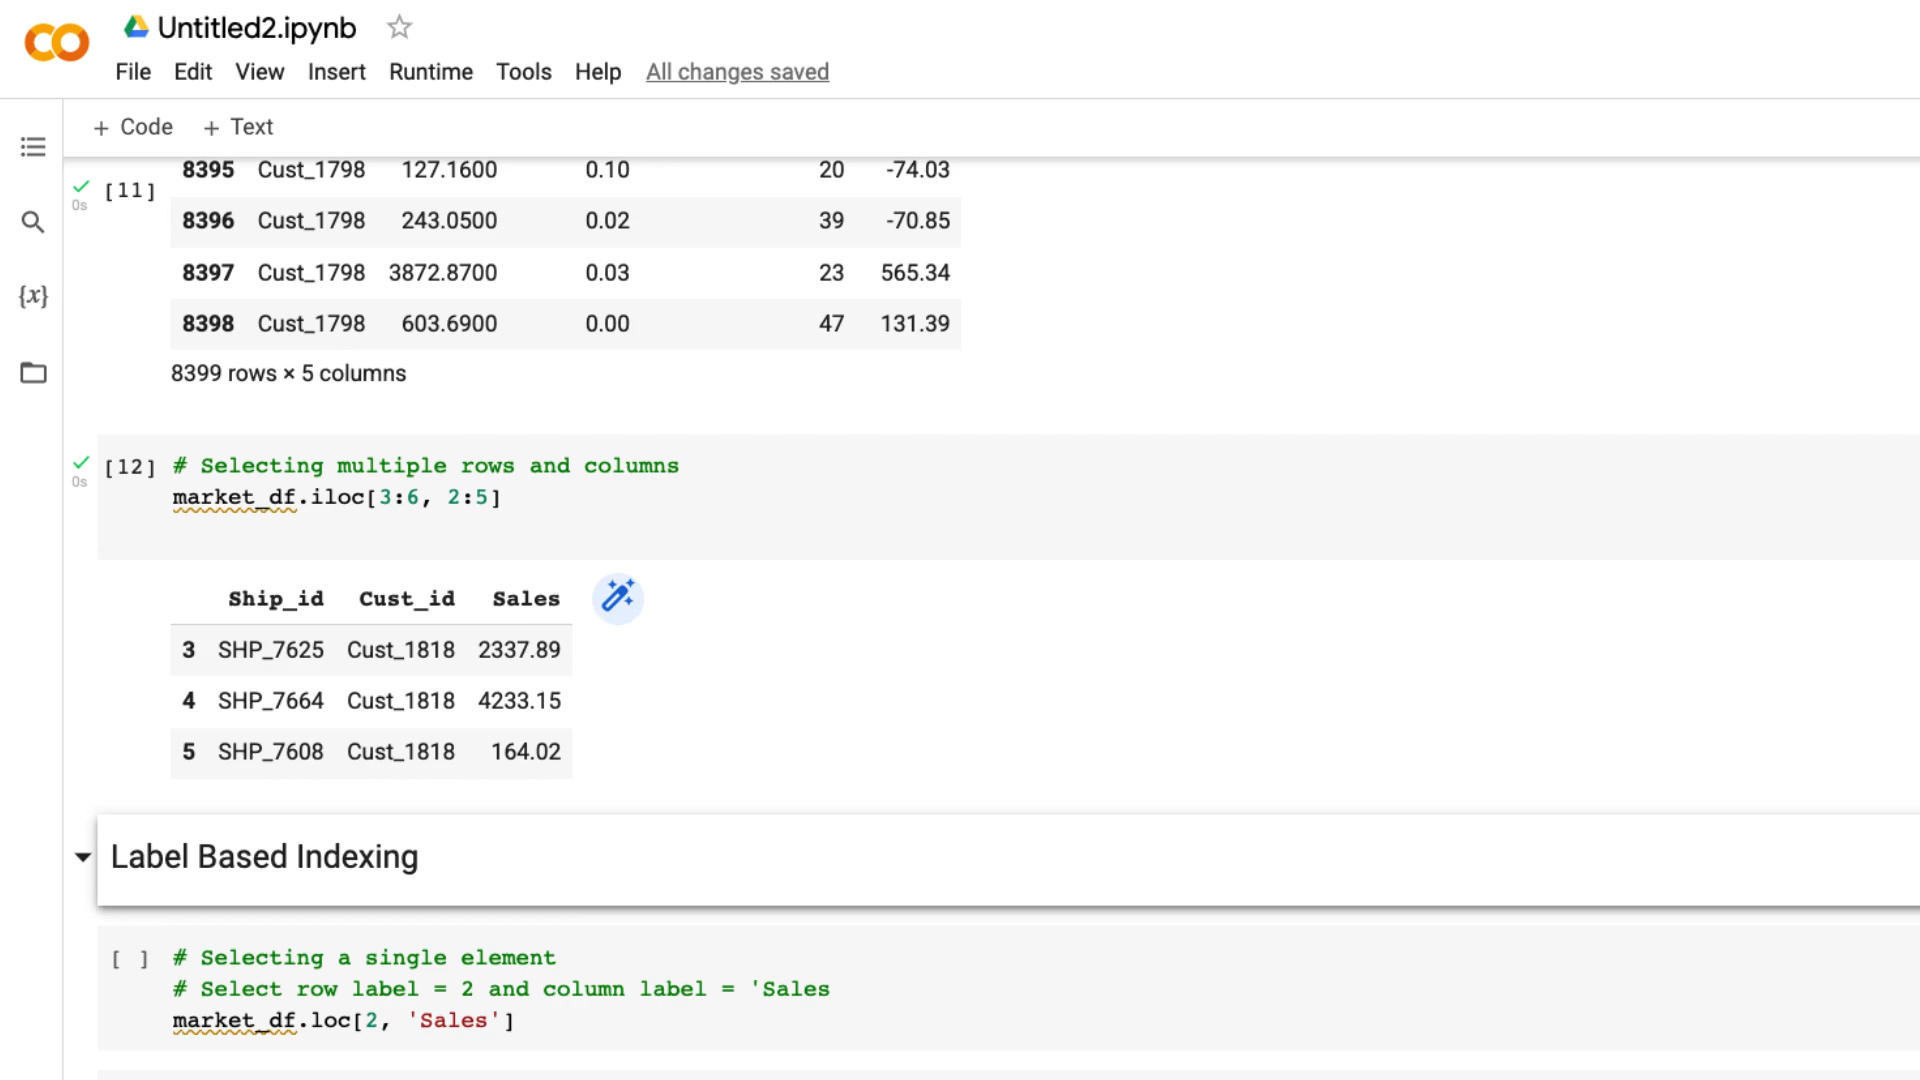 Untitled2.ipynb
File Edit View Insert Runtime Tools Help All changes saved
+ Code + Text
[11]
0s
8395 Cust_1798 127.1600 0.10 20 -74.03
8396 Cust_1798 243.0500 0.02 39 -70.85
8397 Cust_1798 3872.8700 0.03 23 565.34
8398 Cust_1798 603.6900 0.00 47 131.39
8399 rows × 5 columns
[12] # Selecting multiple rows and columns
0s
market_df.iloc[3:6, 2:5]
Ship_id Cust_id Sales
3 SHP_7625 Cust_1818 2337.89
4 SHP_7664 Cust_1818 4233.15
5 SHP_7608 Cust_1818 164.02
Label Based Indexing
[ ] # Selecting a single element
# Select row label = 2 and column label = 'Sales
market_df.loc[2, 'Sales']
{x}